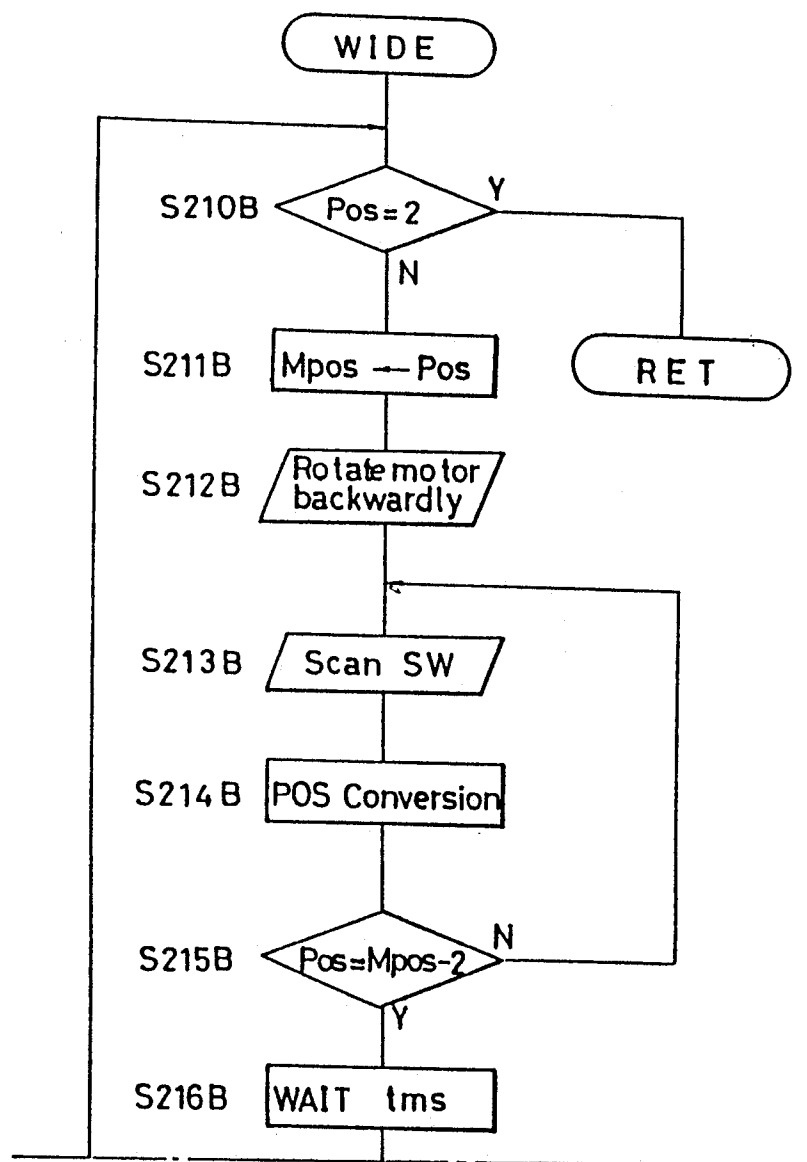 WIDE
S210B
Pos=2
Y
N
S211B
Mpos ← Pos
RET
S212B
Rotate motor
backwardly
S213B
Scan SW
S214B
POS Conversion
S215B
Pos=Mpos-2
N
Y
S216B
WAIT tms